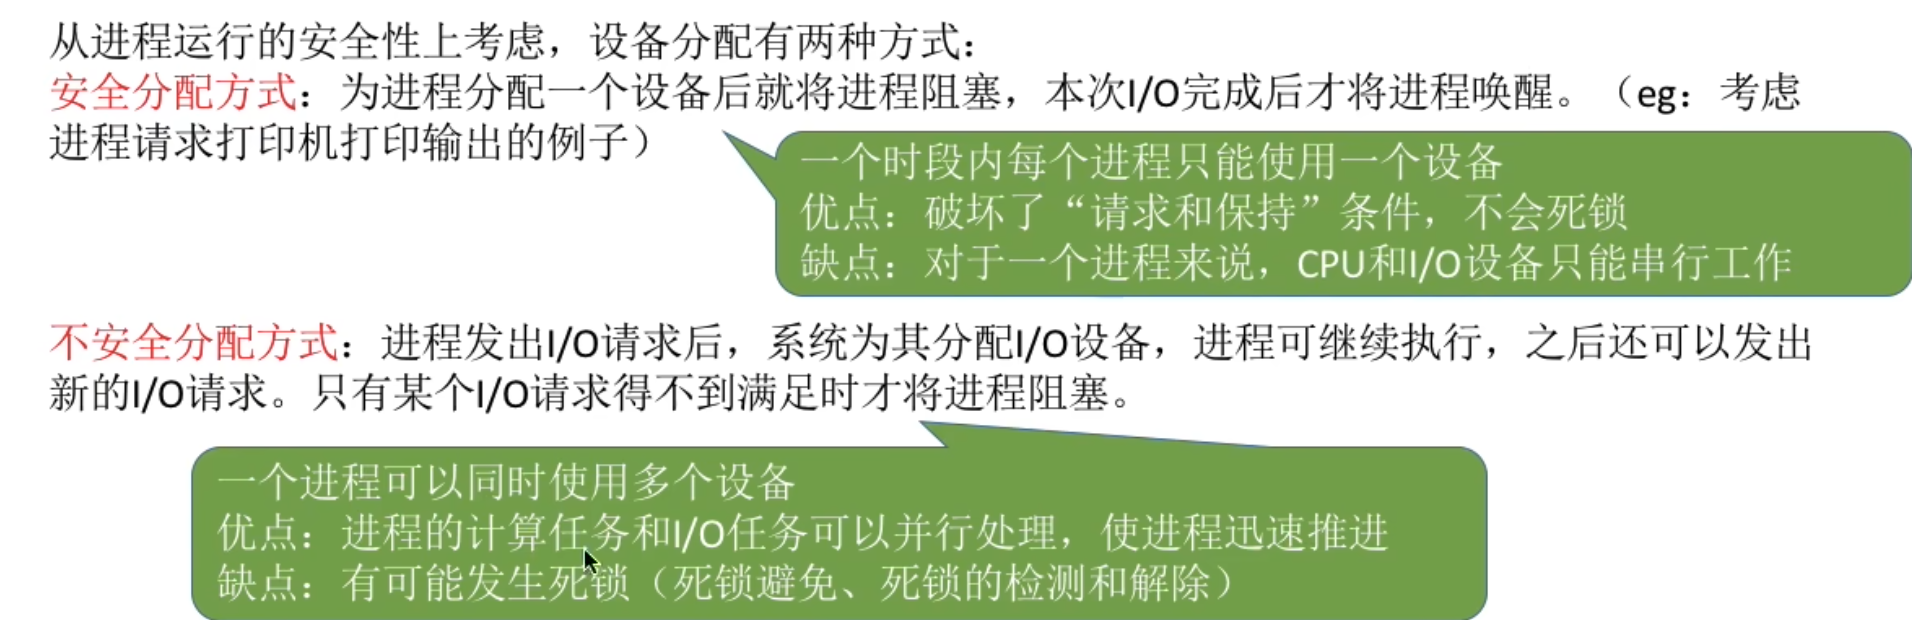 从进程运行的安全性上考虑，设备分配有两种方式：
安全分配方式：为进程分配一个设备后就将进程阻塞，本次I/O完成后才将进程唤醒。（eg：考虑
进程请求打印机打印输出的例子）
一个时段内每个进程只能使用一个设备
优点：破坏了“请求和保持”条件，不会死锁
缺点：对于一个进程来说，CPU和I/O设备只能串行工作
不安全分配方式：进程发出I/O请求后，系统为其分配I/O设备，进程可继续执行，之后还可以发出
新的I/O请求。只有某个I/O请求得不到满足时才将进程阻塞。
一个进程可以同时使用多个设备
优点：进程的计算任务和I/O任务可以并行处理，使进程迅速推进
缺点：有可能发生死锁（死锁避免、死锁的检测和解除）